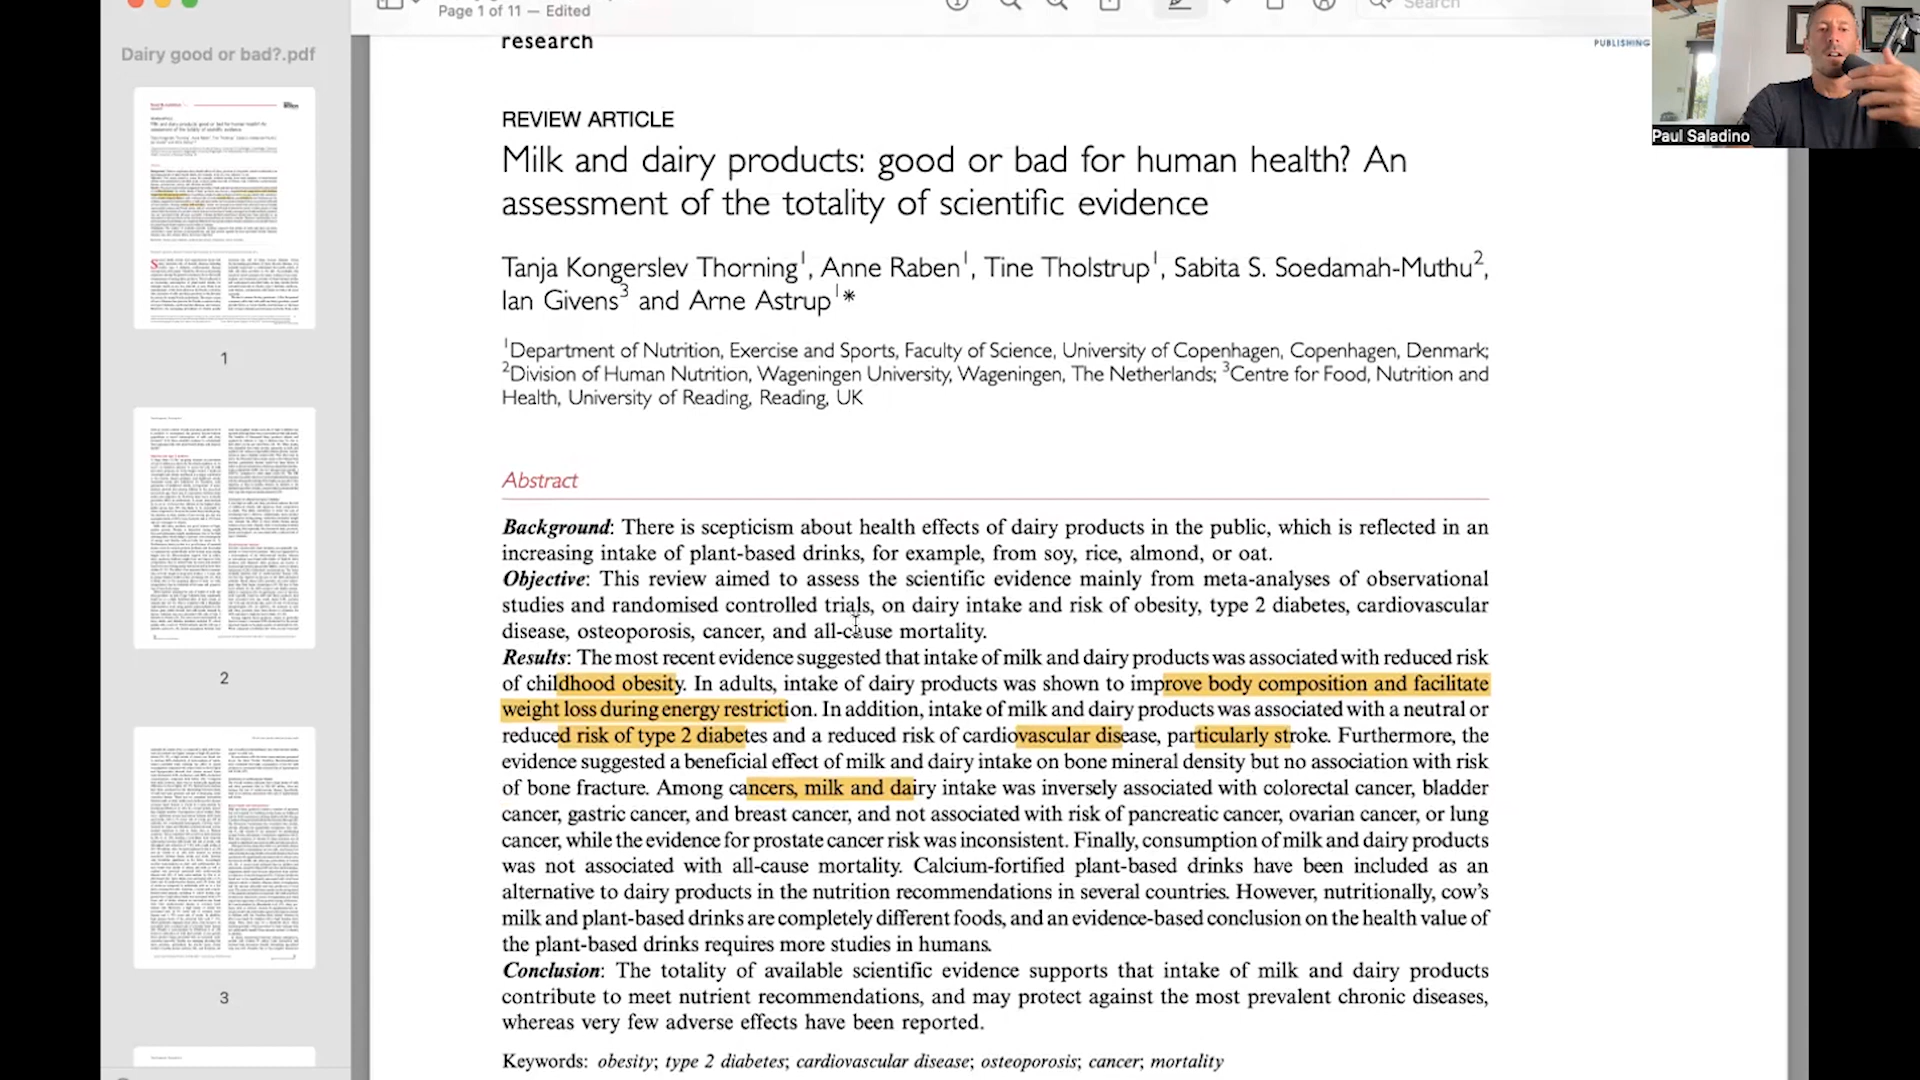 Page 1 of 11 — Edited
Search
Dairy good or bad?.pdf
1
2
3
research
PUBLISHING
Paul Saladino
REVIEW ARTICLE
Milk and dairy products: good or bad for human health? An
assessment of the totality of scientific evidence
Tanja Kongerslev Thorning1, Anne Raben1, Tine Tholstrup1, Sabita S. Soedamah-Muthu2,
Ian Givens3 and Arne Astrup1*
1Department of Nutrition, Exercise and Sports, Faculty of Science, University of Copenhagen, Copenhagen, Denmark;
2Division of Human Nutrition, Wageningen University, Wageningen, The Netherlands; 3Centre for Food, Nutrition and
Health, University of Reading, Reading, UK
Abstract
Background: There is scepticism about health effects of dairy products in the public, which is reflected in an
increasing intake of plant-based drinks, for example, from soy, rice, almond, or oat.
Objective: This review aimed to assess the scientific evidence mainly from meta-analyses of observational
studies and randomised controlled trials, on dairy intake and risk of obesity, type 2 diabetes, cardiovascular
disease, osteoporosis, cancer, and all-cause mortality.
Results: The most recent evidence suggested that intake of milk and dairy products was associated with reduced risk
of childhood obesity. In adults, intake of dairy products was shown to improve body composition and facilitate
weight loss during energy restriction. In addition, intake of milk and dairy products was associated with a neutral or
reduced risk of type 2 diabetes and a reduced risk of cardiovascular disease, particularly stroke. Furthermore, the
evidence suggested a beneficial effect of milk and dairy intake on bone mineral density but no association with risk
of bone fracture. Among cancers, milk and dairy intake was inversely associated with colorectal cancer, bladder
cancer, gastric cancer, and breast cancer, and not associated with risk of pancreatic cancer, ovarian cancer, or lung
cancer, while the evidence for prostate cancer risk was inconsistent. Finally, consumption of milk and dairy products
was not associated with all-cause mortality. Calcium-fortified plant-based drinks have been included as an
alternative to dairy products in the nutrition recommendations in several countries. However, nutritionally, cow's
milk and plant-based drinks are completely different foods, and an evidence-based conclusion on the health value of
the plant-based drinks requires more studies in humans.
Conclusion: The totality of available scientific evidence supports that intake of milk and dairy products
contribute to meet nutrient recommendations, and may protect against the most prevalent chronic diseases,
whereas very few adverse effects have been reported.
Keywords: obesity; type 2 diabetes; cardiovascular disease; osteoporosis; cancer; mortality